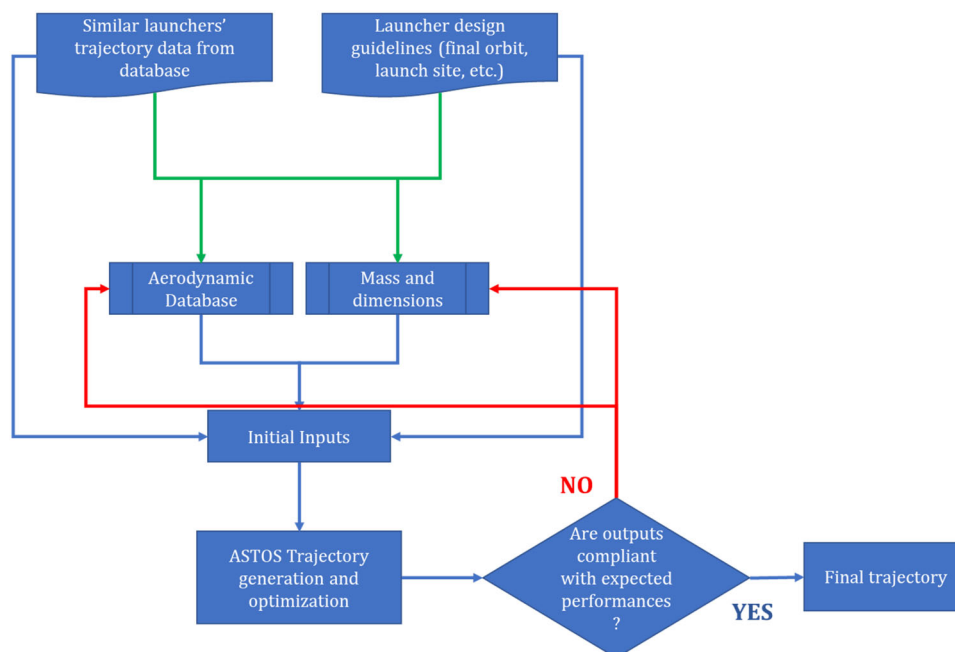 Similar launchers’
trajectory data from
database
Launcher design
guidelines (final orbit,
launch site, etc.)
Aerodynamic
Database
Mass and
dimensions
Initial Inputs
NO
ASTOS Trajectory
generation and
optimization
Are outputs
compliant
with expected
performances
?
YES
Final trajectory